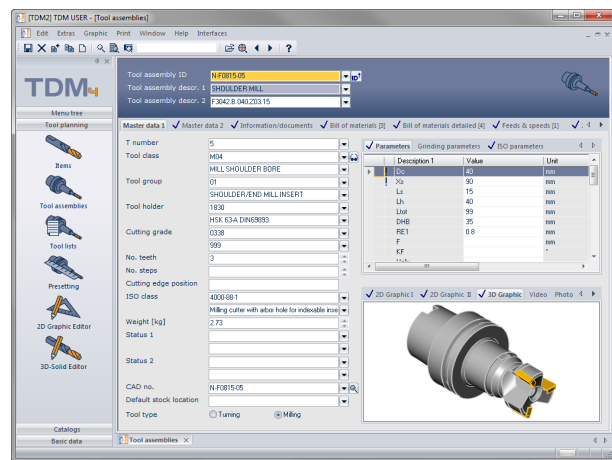 [TDM2] TDM USER - [Tool assemblies]
Edit Extras Graphic Print Window Help Interfaces
TDM4
Menu tree
Tool planning
Items
Tool assemblies
Tool lists
Presetting
2D Graphic Editor
3D-Solid Editor
Catalogs
Basic data
Tool assembly ID N-F0815-05 ID
Tool assembly descr. 1 SHOULDER MILL
Tool assembly descr. 2 F3042.B.040.Z03.15
Master data 1 Master data 2 Information/documents Bill of materials [3] Bill of materials detailed [4] Feeds & speeds [1]
T number 5
Tool class M04
MILL SHOULDER BORE
Tool group 01
SHOULDER/END MILL INSERT
Tool holder 1830
HSK 63-A DIN69893
Cutting grade 0338
999
No. teeth 3
No. steps
Cutting edge position
ISO class 4000-88-1
Milling cutter with arbor hole for indexable inse
Weight [kg] 2.73
Status 1
Status 2
CAD no. N-F0815-05
Default stock location
Tool type Turning Milling
Parameters Grinding parameters ISO parameters
Description 1 Value Unit
Dc 40 mm
Xs 90 mm
Ls 15 mm
Lh 40 mm
Ltot 99 mm
DHB 35 mm
RE1 0.8 mm
F mm
KF °
2D Graphic I 2D Graphic II 3D Graphic Video Photo
Tool assemblies